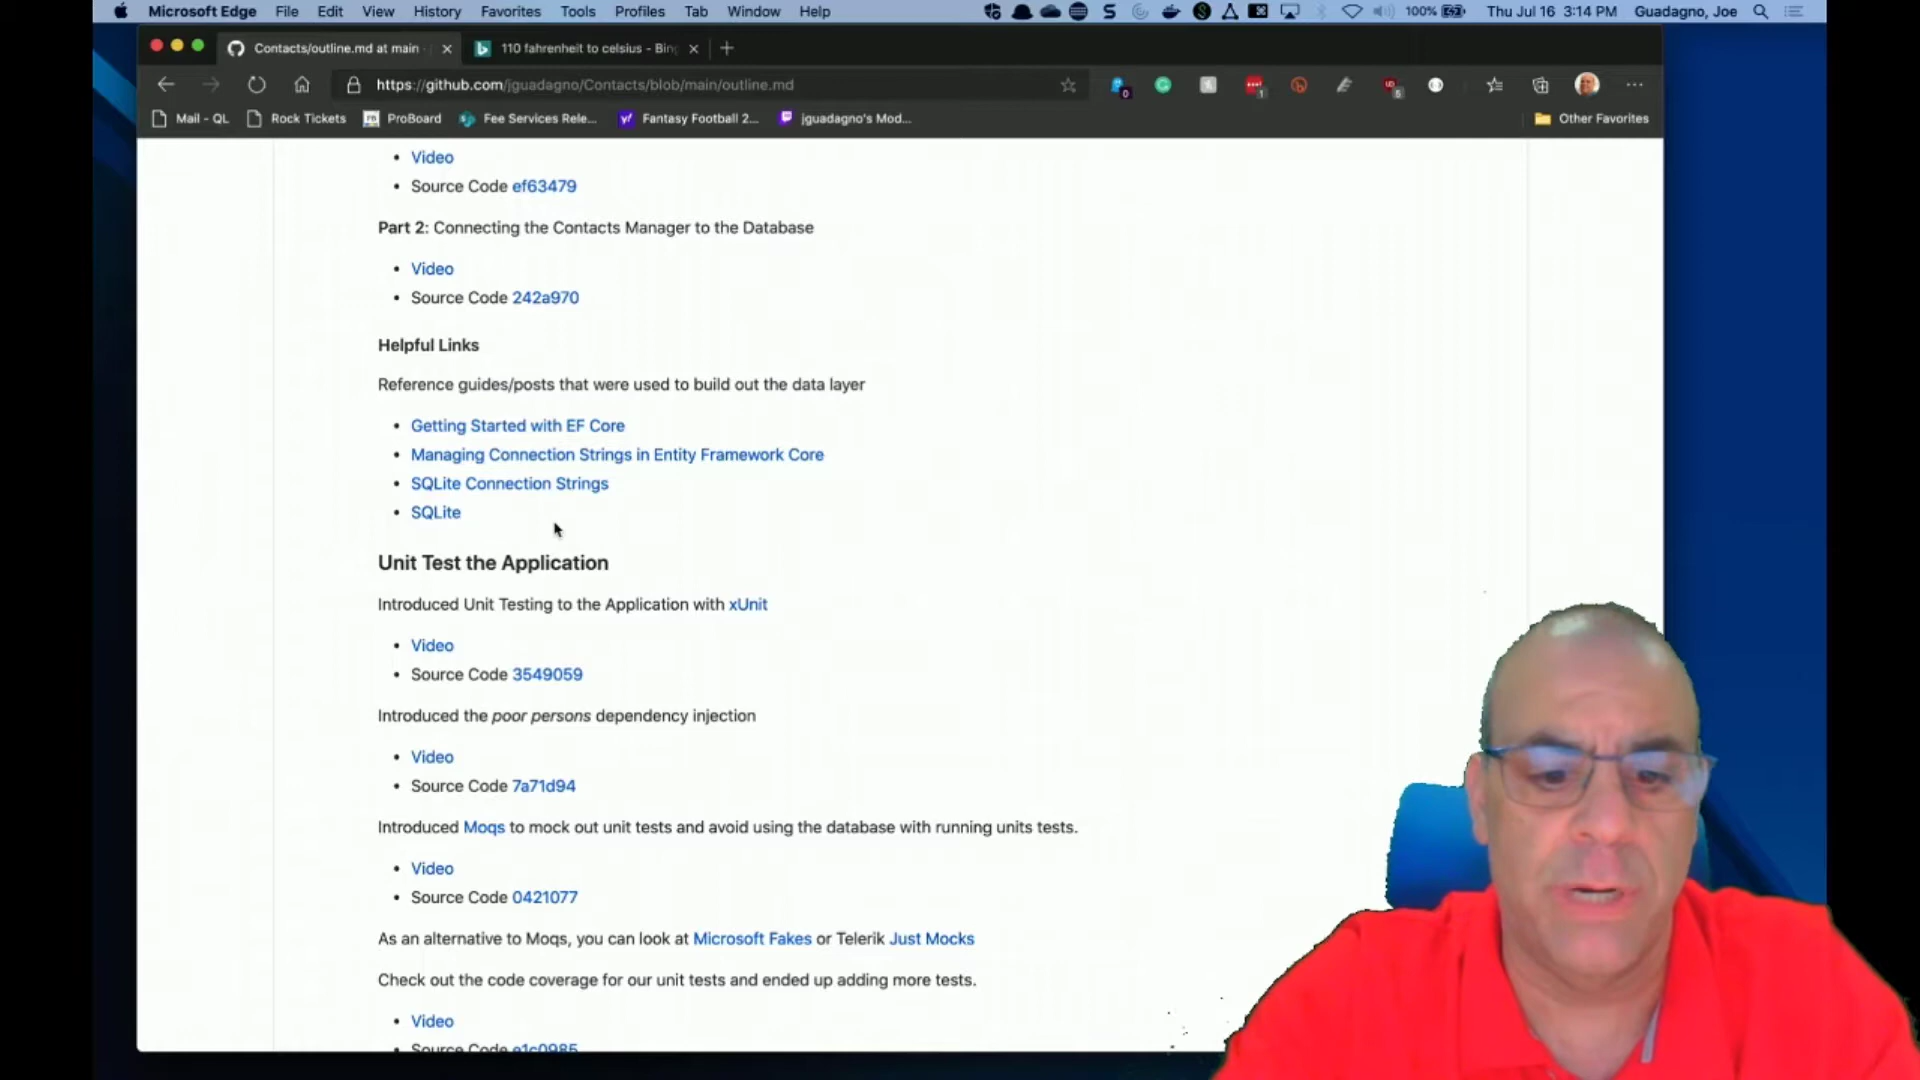 Microsoft Edge File Edit View History Favorites Tools Profiles Tab Window Help 100% Thu Jul 16 3:14 PM Guadagno, Joe
Contacts/outline.md at main 110 fahrenheit to celsius - Bing
https://github.com/jguadagno/Contacts/blob/main/outline.md
Mail - QL Rock Tickets ProBoard Fee Services Rele... Fantasy Football 2... jguadagno's Mod... Other Favorites
• Video
• Source Code ef63479
Part 2: Connecting the Contacts Manager to the Database
• Video
• Source Code 242a970
Helpful Links
Reference guides/posts that were used to build out the data layer
• Getting Started with EF Core
• Managing Connection Strings in Entity Framework Core
• SQLite Connection Strings
• SQLite
Unit Test the Application
Introduced Unit Testing to the Application with xUnit
• Video
• Source Code 3549059
Introduced the poor persons dependency injection
• Video
• Source Code 7a71d94
Introduced Moqs to mock out unit tests and avoid using the database with running units tests.
• Video
• Source Code 0421077
As an alternative to Moqs, you can look at Microsoft Fakes or Telerik Just Mocks
Check out the code coverage for our unit tests and ended up adding more tests.
• Video
• Source Code e1c0985